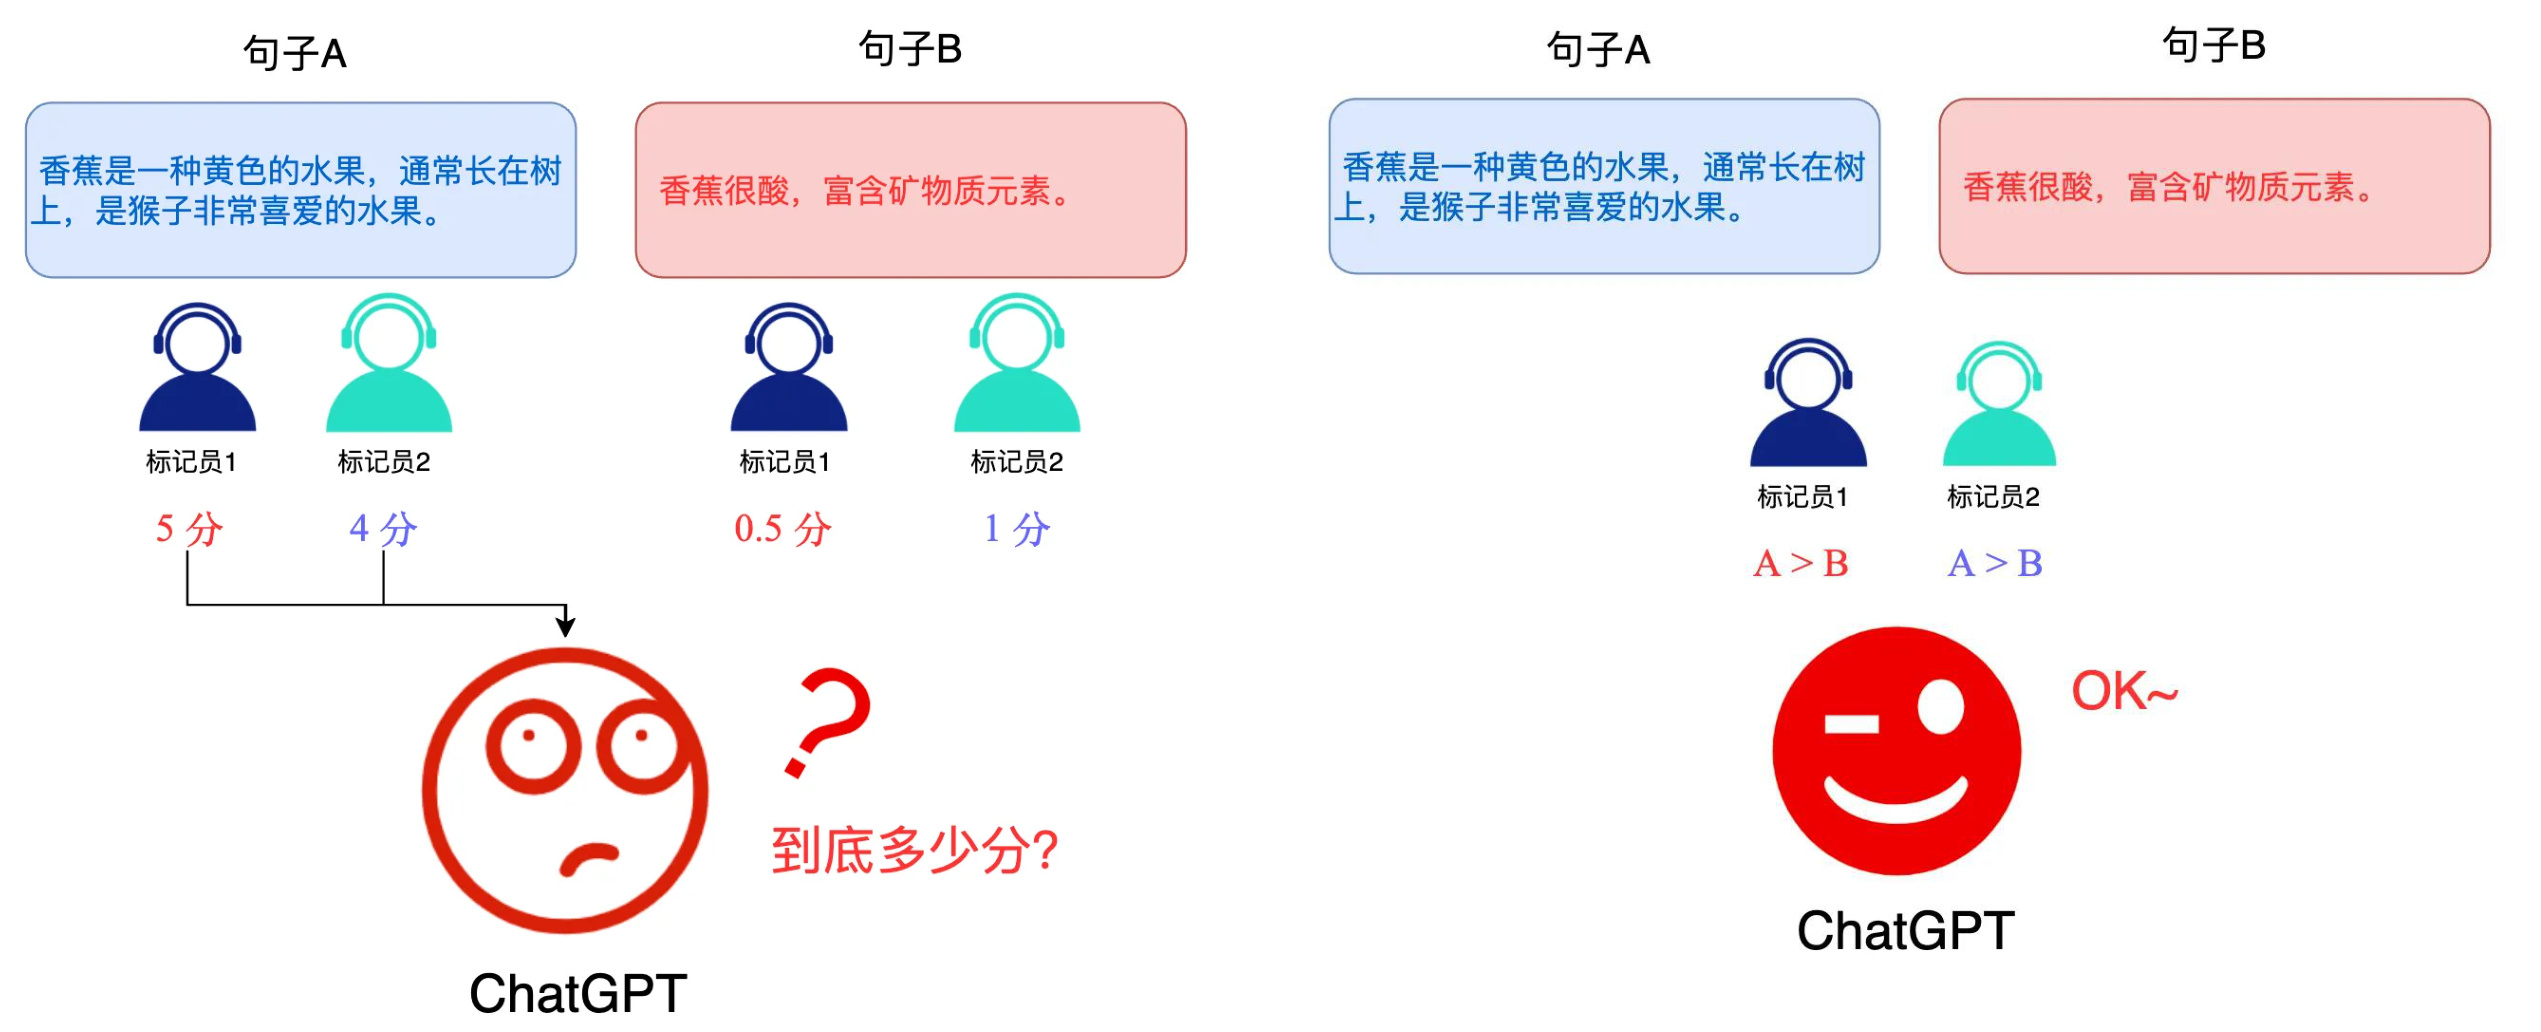 句子A
句子B
香蕉是一种黄色的水果，通常长在树
上，是猴子非常喜爱的水果。
香蕉很酸，富含矿物质元素。
标记员1
标记员2
标记员1
标记员2
5 分
4 分
0.5 分
1 分
?
到底多少分?
ChatGPT
句子A
句子B
香蕉是一种黄色的水果，通常长在树
上，是猴子非常喜爱的水果。
香蕉很酸，富含矿物质元素。
标记员1
标记员2
A > B
A > B
OK~
ChatGPT